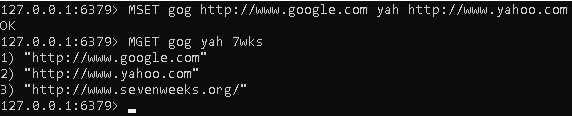 127.0.0.1:6379> MSET gog http://www.google.com yah http://www.yahoo.com
OK
127.0.0.1:6379> MGET gog yah 7wks
1) "http://www.google.com"
2) "http://www.yahoo.com"
3) "http://www.sevenweeks.org/"
127.0.0.1:6379> _